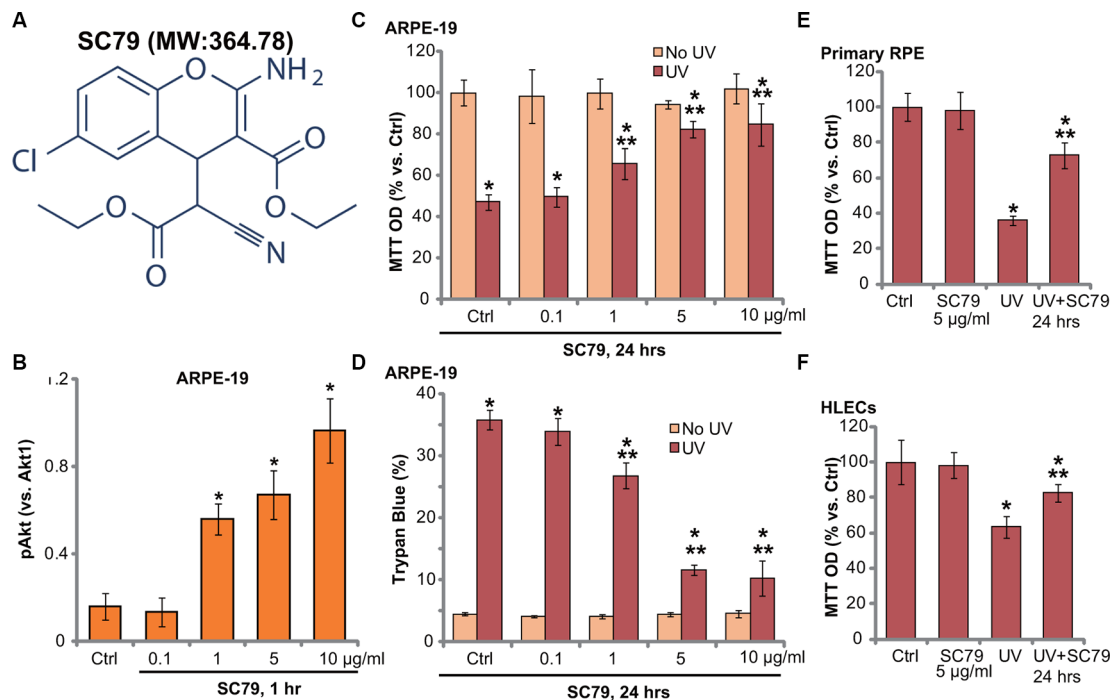 A
SC79 (MW:364.78)
O
NH2
Cl
O
O
O
O
N
B
ARPE-19
pAkt (vs. Akt1)
1.2
0.8
0.4
0
*
*
*
Ctrl 0.1 1 5 10 µg/ml
SC79, 1 hr
C
ARPE-19
No UV
UV
MTT OD (% vs. Ctrl)
120
100
80
60
40
20
0
*
*
*
**
*
**
*
**
Ctrl 0.1 1 5 10 µg/ml
SC79, 24 hrs
D
ARPE-19
No UV
UV
Trypan Blue (%)
40
30
20
10
0
*
*
*
**
*
**
*
**
Ctrl 0.1 1 5 10 µg/ml
SC79, 24 hrs
E
Primary RPE
MTT OD (% vs. Ctrl)
120
100
80
60
40
20
0
*
*
**
Ctrl SC79 UV UV+SC79
5 µg/ml 24 hrs
F
HLECs
MTT OD (% vs. Ctrl)
120
100
80
60
40
20
0
*
*
**
Ctrl SC79 UV UV+SC79
5 µg/ml 24 hrs